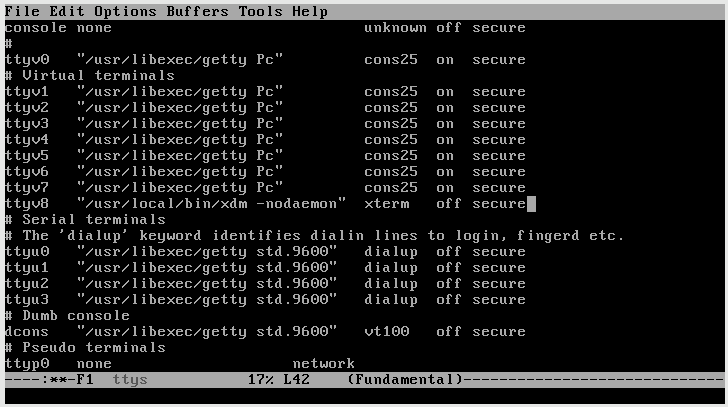 File Edit Options Buffers Tools Help
console none                            unknown off secure
#
ttyv0   "/usr/libexec/getty Pc"         cons25  on  secure
# Virtual terminals
ttyv1   "/usr/libexec/getty Pc"         cons25  on  secure
ttyv2   "/usr/libexec/getty Pc"         cons25  on  secure
ttyv3   "/usr/libexec/getty Pc"         cons25  on  secure
ttyv4   "/usr/libexec/getty Pc"         cons25  on  secure
ttyv5   "/usr/libexec/getty Pc"         cons25  on  secure
ttyv6   "/usr/libexec/getty Pc"         cons25  on  secure
ttyv7   "/usr/libexec/getty Pc"         cons25  on  secure
ttyv8   "/usr/local/bin/xdm -nodaemon"  xterm   off secure
# Serial terminals
# The 'dialup' keyword identifies dialin lines to login, fingerd etc.
ttyu0   "/usr/libexec/getty std.9600"   dialup  off secure
ttyu1   "/usr/libexec/getty std.9600"   dialup  off secure
ttyu2   "/usr/libexec/getty std.9600"   dialup  off secure
ttyu3   "/usr/libexec/getty std.9600"   dialup  off secure
# Dumb console
dcons   "/usr/libexec/getty std.9600"   vt100   off secure
# Pseudo terminals
ttyp0   none                    network
----:**-F1  ttys           17% L42    (Fundamental)------------------------------